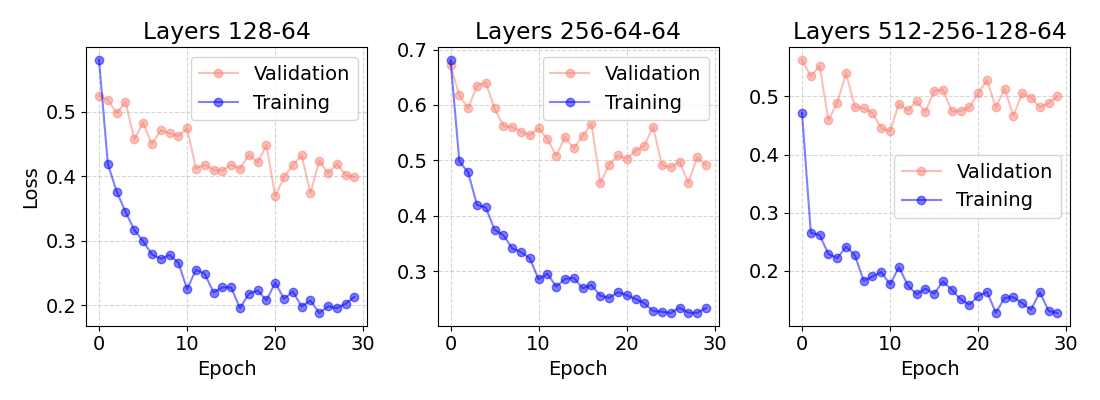 Layers 128-64
Layers 256-64-64
Layers 512-256-128-64
Loss
0.5
0.4
0.3
0.2
Validation
Training
0 10 20 30
Epoch
0.7
0.6
0.5
0.4
0.3
Validation
Training
0 10 20 30
Epoch
0.5
0.4
0.3
0.2
Validation
Training
0 10 20 30
Epoch